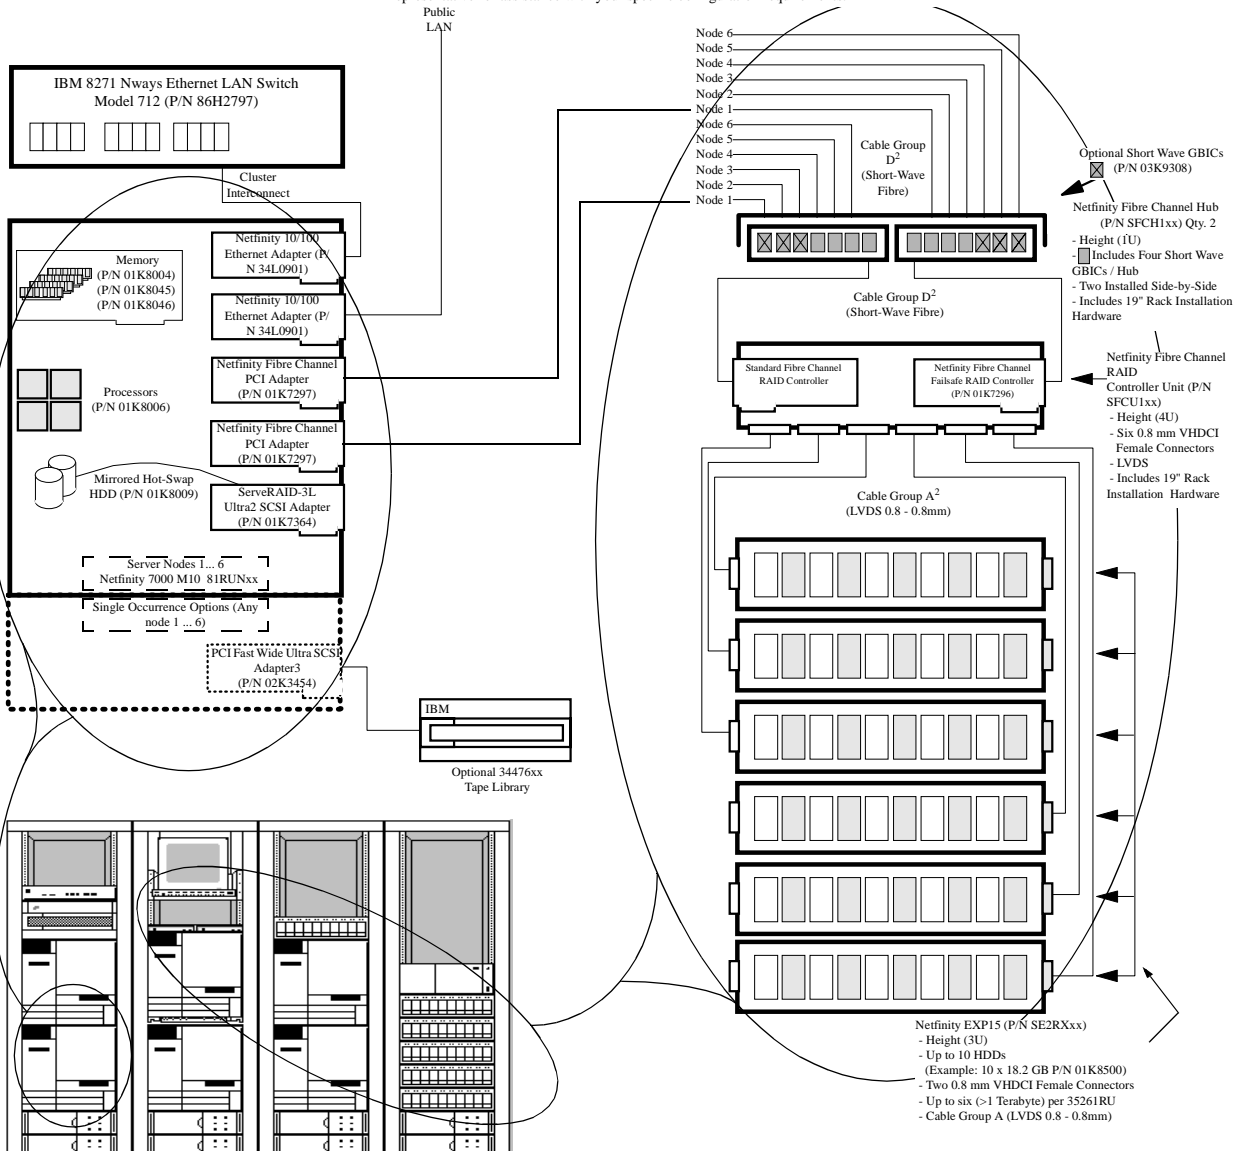 Public
LAN
IBM 8271 Nways Ethernet LAN Switch
Model 712 (P/N 86H2797)
Cluster
Interconnect
Netfinity 10/100
Ethernet Adapter (P/
N 34L0901)
Memory
(P/N 01K8004)
(P/N 01K8045)
(P/N 01K8046)
Netfinity 10/100
Ethernet Adapter (P/
N 34L0901)
Netfinity Fibre Channel
PCI Adapter
(P/N 01K7297)
Processors
(P/N 01K8006)
Netfinity Fibre Channel
PCI Adapter
(P/N 01K7297)
Mirrored Hot-Swap
HDD (P/N 01K8009)
ServeRAID-3L
Ultra2 SCSI Adapter
(P/N 01K7364)
Server Nodes 1... 6
Netfinity 7000 M10 81RUNxx
Single Occurrence Options (Any
node 1 ... 6)
PCI Fast Wide Ultra SCSI
Adapter3
(P/N 02K3454)
IBM
Optional 34476xx
Tape Library
Node 6
Node 5
Node 4
Node 3
Node 2
Node 1
Node 6
Node 5
Node 4
Node 3
Node 2
Node 1
Cable Group
D2
(Short-Wave
Fibre)
Optional Short Wave GBICs
(P/N 03K9308)
Netfinity Fibre Channel Hub
(P/N SFCH1xx) Qty. 2
- Height (1U)
- Includes Four Short Wave
GBICs / Hub
- Two Installed Side-by-Side
- Includes 19" Rack Installation
Hardware
Cable Group D2
(Short-Wave Fibre)
Standard Fibre Channel
RAID Controller
Netfinity Fibre Channel
Failsafe RAID Controller
(P/N 01K7296)
Netfinity Fibre Channel
RAID
Controller Unit (P/N
SFCU1xx)
- Height (4U)
- Six 0.8 mm VHDCI
Female Connectors
- LVDS
- Includes 19" Rack
Installation Hardware
Cable Group A2
(LVDS 0.8 - 0.8mm)
Netfinity EXP15 (P/N SE2RXxx)
- Height (3U)
- Up to 10 HDDs
(Example: 10 x 18.2 GB P/N 01K8500)
- Two 0.8 mm VHDCI Female Connectors
- Up to six (>1 Terabyte) per 35261RU
- Cable Group A (LVDS 0.8 - 0.8mm)